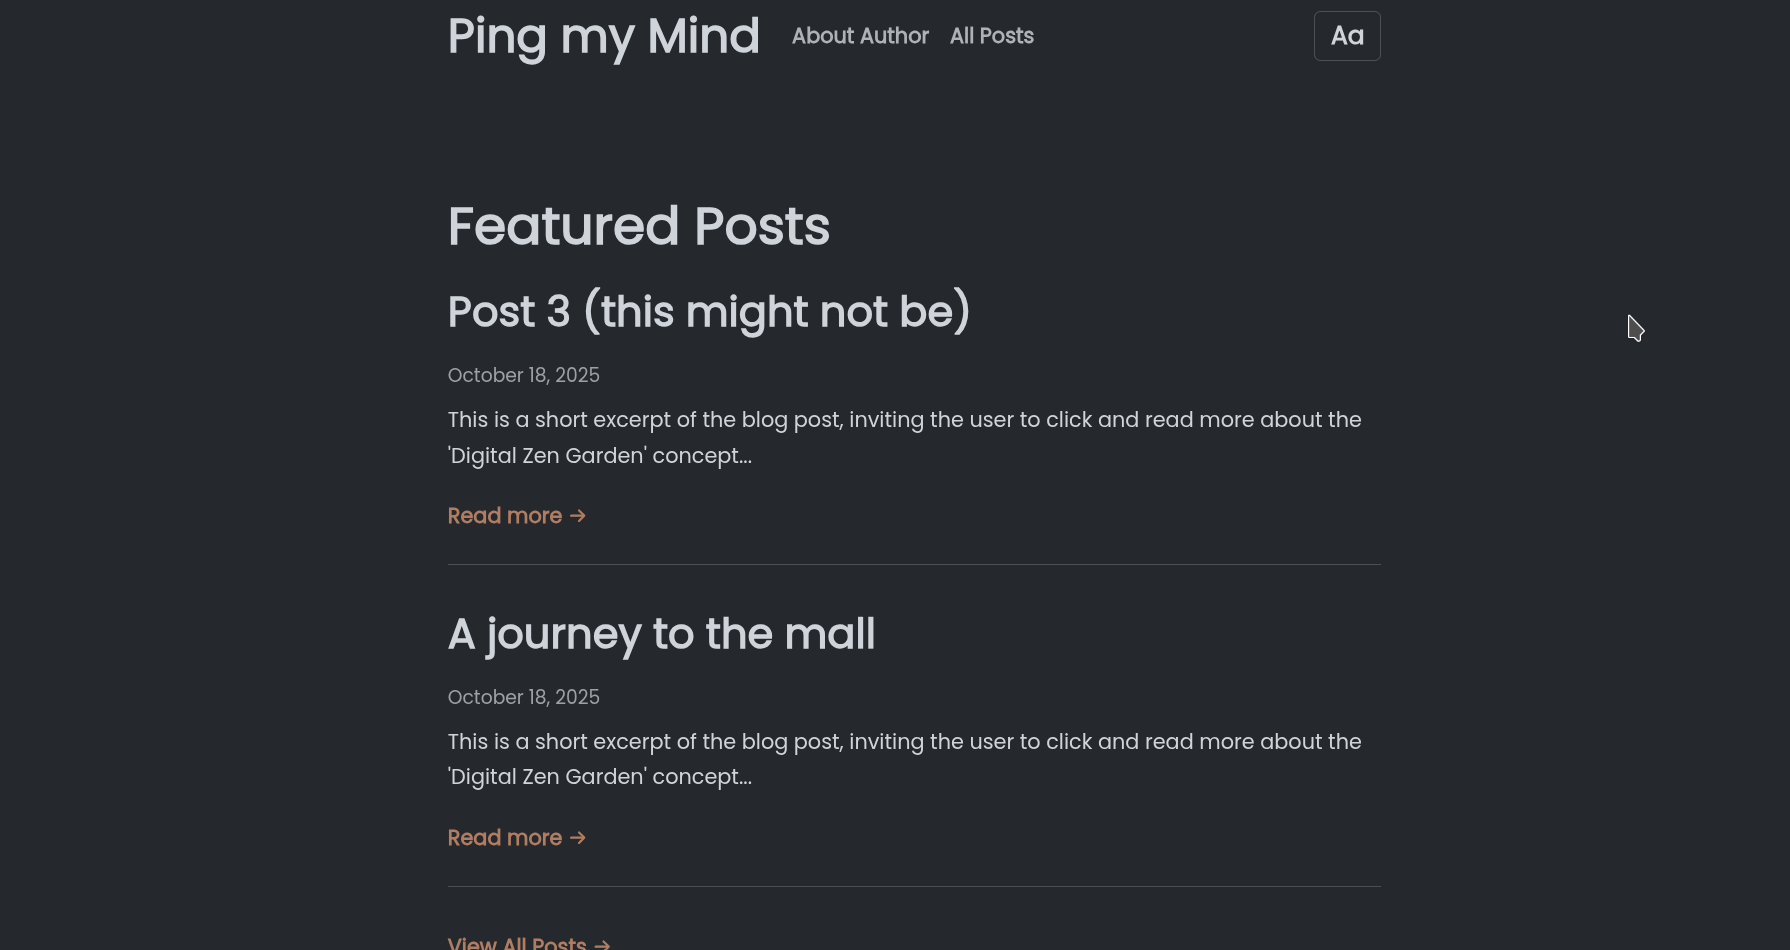 Ping my Mind About Author All Posts Aa
Featured Posts
Post 3 (this might not be)
October 18, 2025
This is a short excerpt of the blog post, inviting the user to click and read more about the
'Digital Zen Garden' concept...
Read more →
A journey to the mall
October 18, 2025
This is a short excerpt of the blog post, inviting the user to click and read more about the
'Digital Zen Garden' concept...
Read more →
View All Posts →